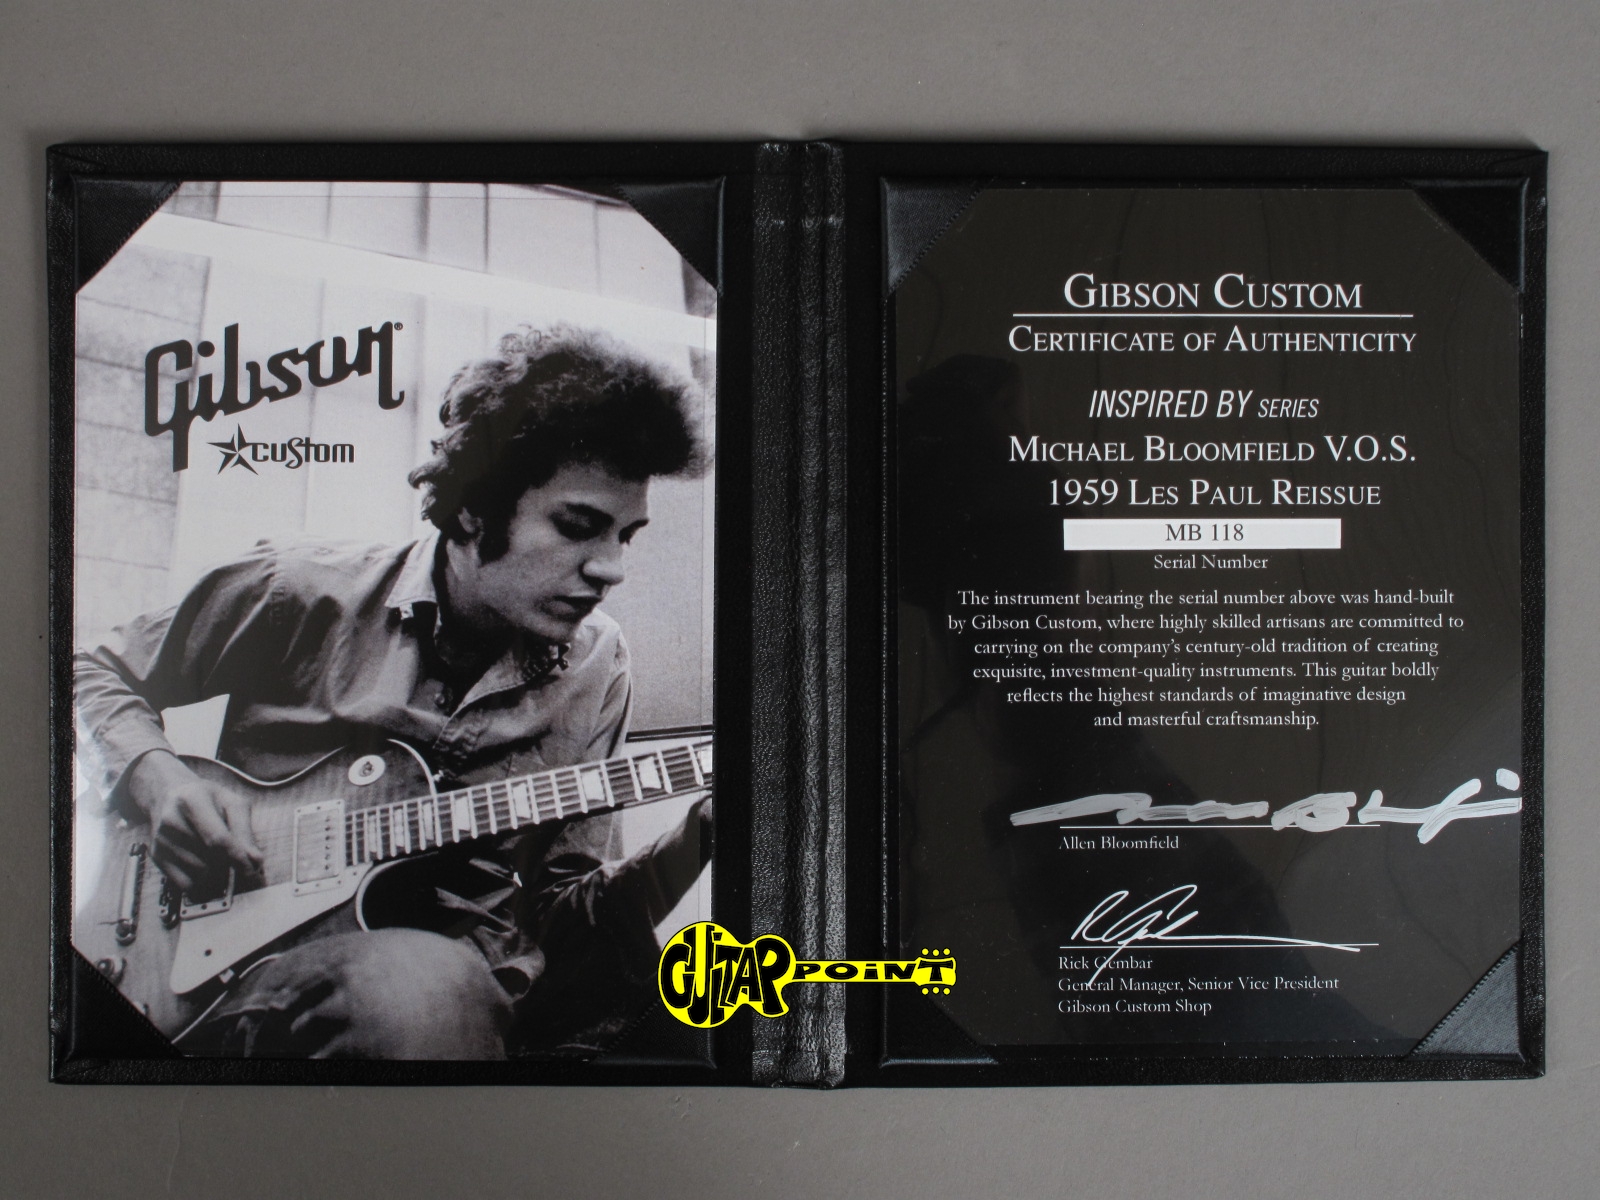 Gibson®
custom
GIBSON CUSTOM
CERTIFICATE OF AUTHENTICITY
INSPIRED BY SERIES
MICHAEL BLOOMFIELD V.O.S.
1959 LES PAUL REISSUE
MB 118
Serial Number
The instrument bearing the serial number above was hand-built
by Gibson Custom, where highly skilled artisans are committed to
carrying on the company's century-old tradition of creating
exquisite, investment-quality instruments. This guitar boldly
reflects the highest standards of imaginative design
and masterful craftsmanship.
Allen Bloomfield
Rick Gembar
General Manager, Senior Vice President
Gibson Custom Shop
GUITAR POINT